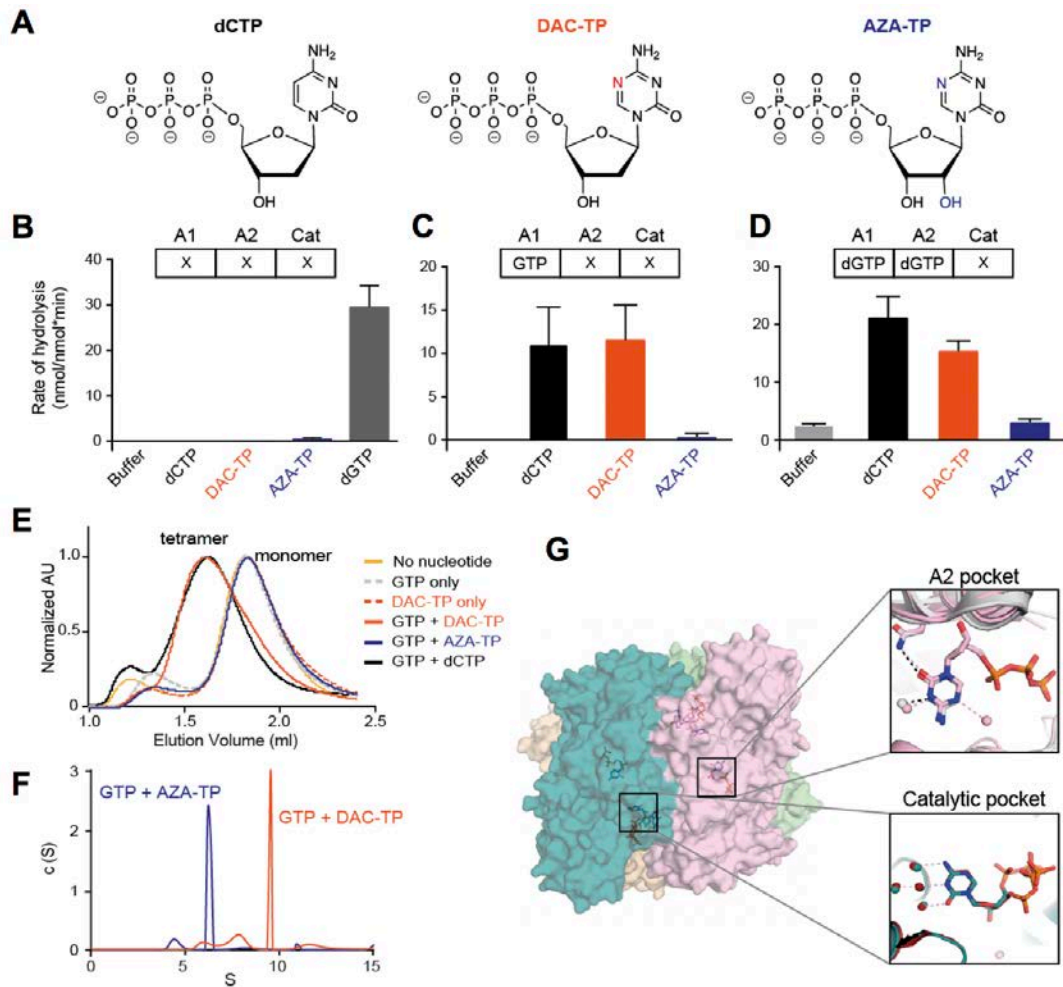 A
dCTP
DAC-TP
AZA-TP
NH2
NH2
NH2
O O O
O O O
O O O
P P P
P P P
P P P
O O O
O O O
O O O
N
N N
N N
N O
N O
N O
O
O
O
OH
OH
OH OH
B
A1 A2 Cat
X X X
Rate of hydrolysis
(nmol/nmol*min)
40
30
20
10
0
Buffer
dCTP
DAC-TP
AZA-TP
dGTP
C
A1 A2 Cat
GTP X X
20
15
10
5
0
Buffer
dCTP
DAC-TP
AZA-TP
D
A1 A2 Cat
dGTP dGTP X
30
20
10
0
Buffer
dCTP
DAC-TP
AZA-TP
E
tetramer
monomer
Normalized AU
1.0
0.5
0
1.0 1.5 2.0 2.5
Elution Volume (ml)
No nucleotide
GTP only
DAC-TP only
GTP + DAC-TP
GTP + AZA-TP
GTP + dCTP
F
GTP + AZA-TP
GTP + DAC-TP
c (S)
3
2
1
0
0 5 10 15
S
G
A2 pocket
Catalytic pocket